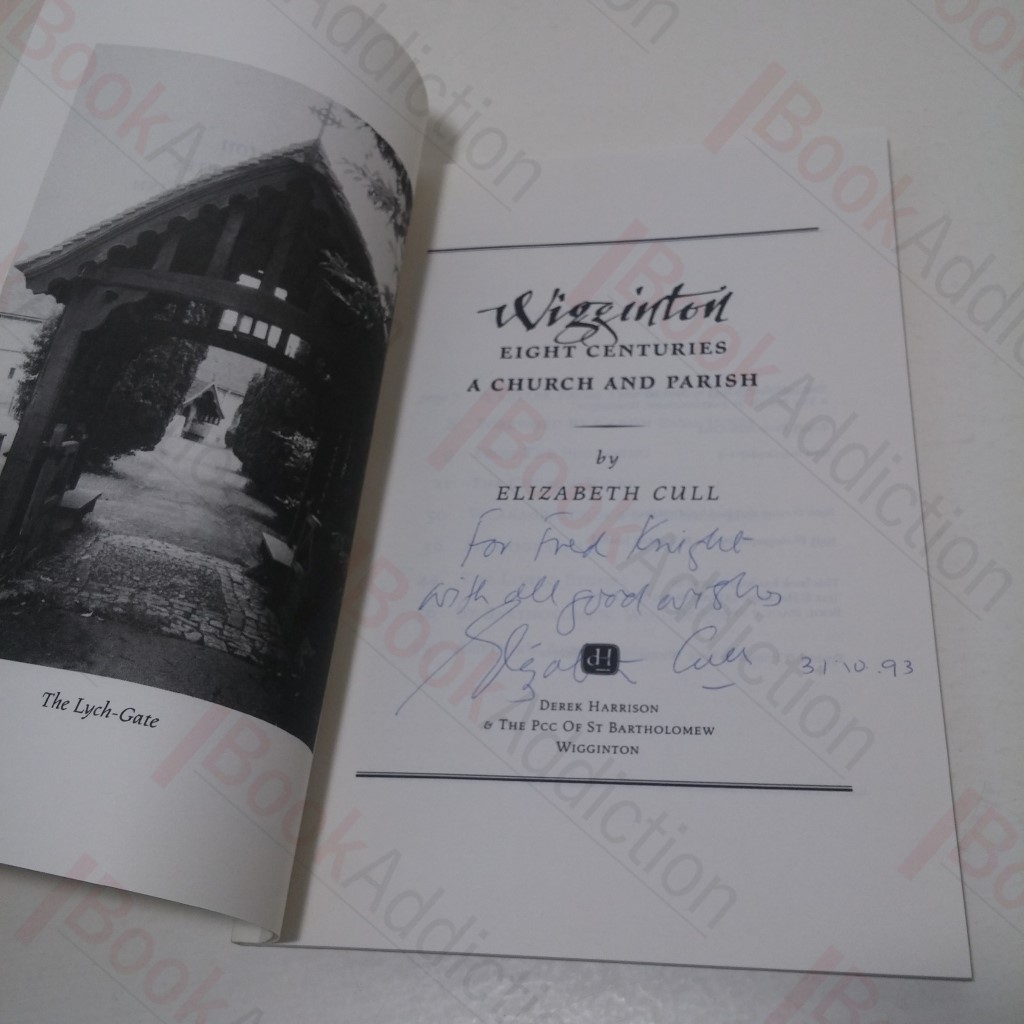 The Lych-Gate
Wigginton
EIGHT CENTURIES
A CHURCH AND PARISH
by
ELIZABETH CULL
For Fred Knight
with all good wishes
Elizabeth Cull 31.10.93
dH
DEREK HARRISON
& THE PCC OF ST BARTHOLOMEW
WIGGINTON
BookAddiction